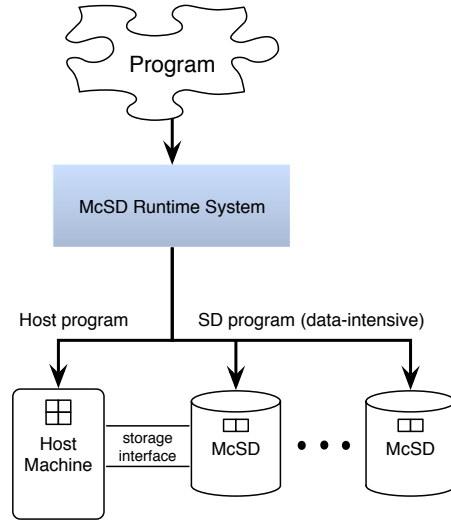 Program
McSD Runtime System
Host program
SD program (data-intensive)
Host
Machine
storage
interface
McSD
McSD